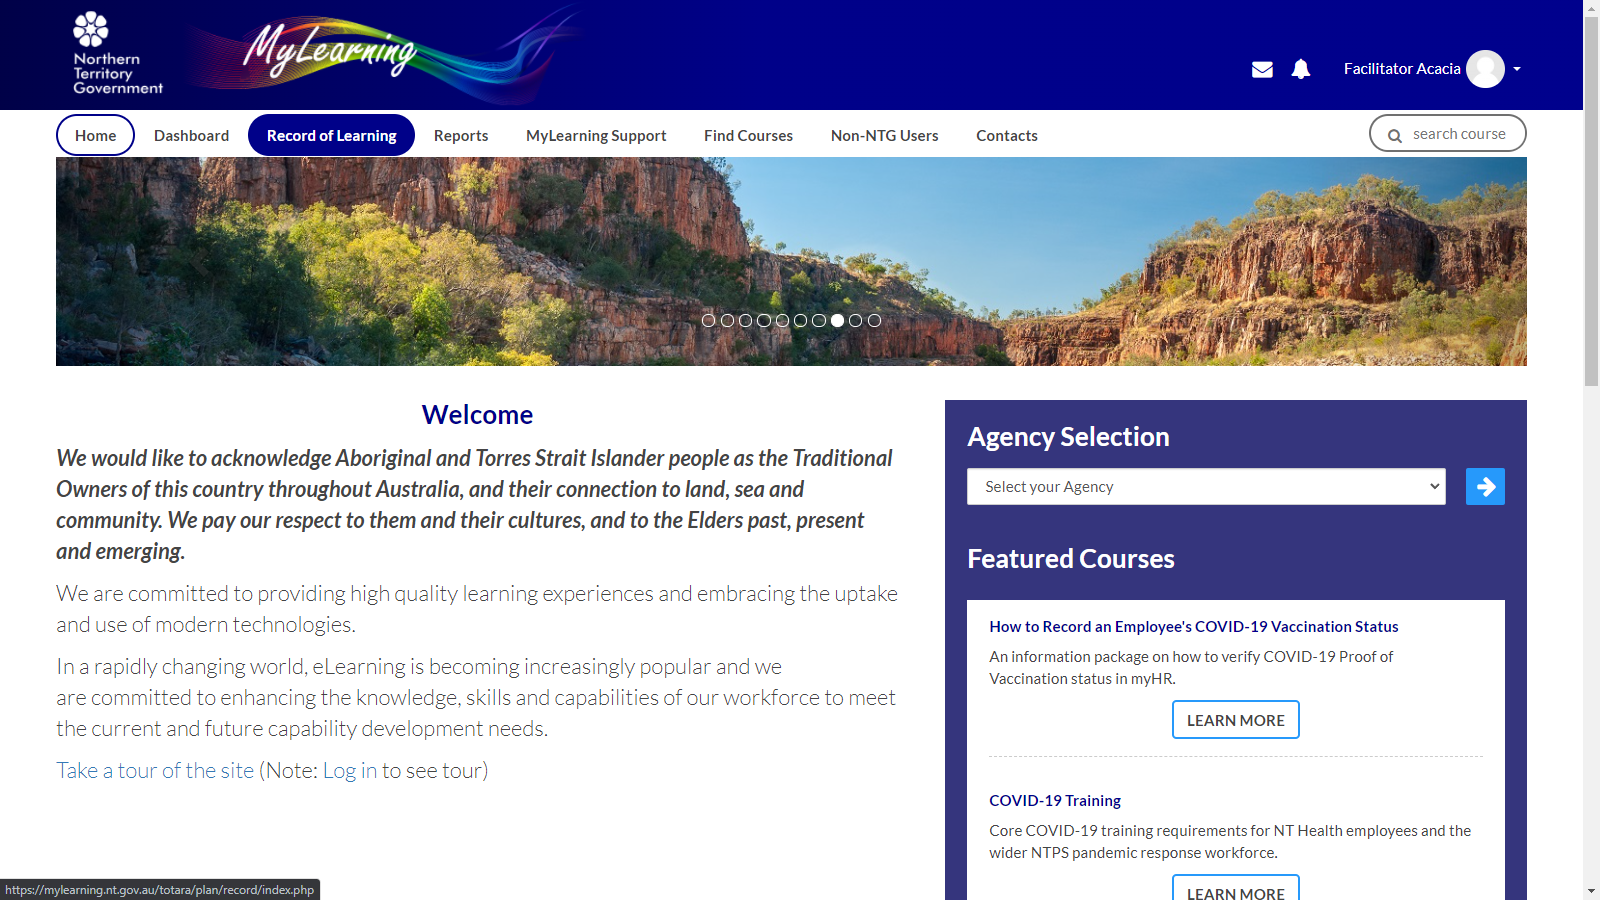 Northern
Territory
Government
MyLearning
Facilitator Acacia
Home
Dashboard
Record of Learning
Reports
MyLearning Support
Find Courses
Non-NTG Users
Contacts
search course
Welcome
We would like to acknowledge Aboriginal and Torres Strait Islander people as the Traditional
Owners of this country throughout Australia, and their connection to land, sea and
community. We pay our respect to them and their cultures, and to the Elders past, present
and emerging.
We are committed to providing high quality learning experiences and embracing the uptake
and use of modern technologies.
In a rapidly changing world, eLearning is becoming increasingly popular and we
are committed to enhancing the knowledge, skills and capabilities of our workforce to meet
the current and future capability development needs.
Take a tour of the site (Note: Log in to see tour)
Agency Selection
Select your Agency
Featured Courses
How to Record an Employee's COVID-19 Vaccination Status
An information package on how to verify COVID-19 Proof of
Vaccination status in myHR.
LEARN MORE
COVID-19 Training
Core COVID-19 training requirements for NT Health employees and the
wider NTPS pandemic response workforce.
LEARN MORE
https://mylearning.nt.gov.au/totara/plan/record/index.php